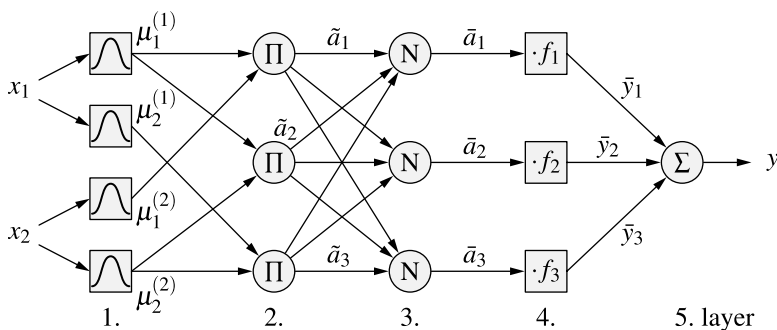 μ₁⁽¹⁾ ã₁ ā₁
x₁ Π N ·f₁ ȳ₁
μ₂⁽¹⁾ ã₂ ā₂ ȳ₂
Π N ·f₂ Σ y
μ₁⁽²⁾
x₂ ȳ₃
μ₂⁽²⁾ Π ã₃ N ā₃ ·f₃
1. 2. 3. 4. 5. layer